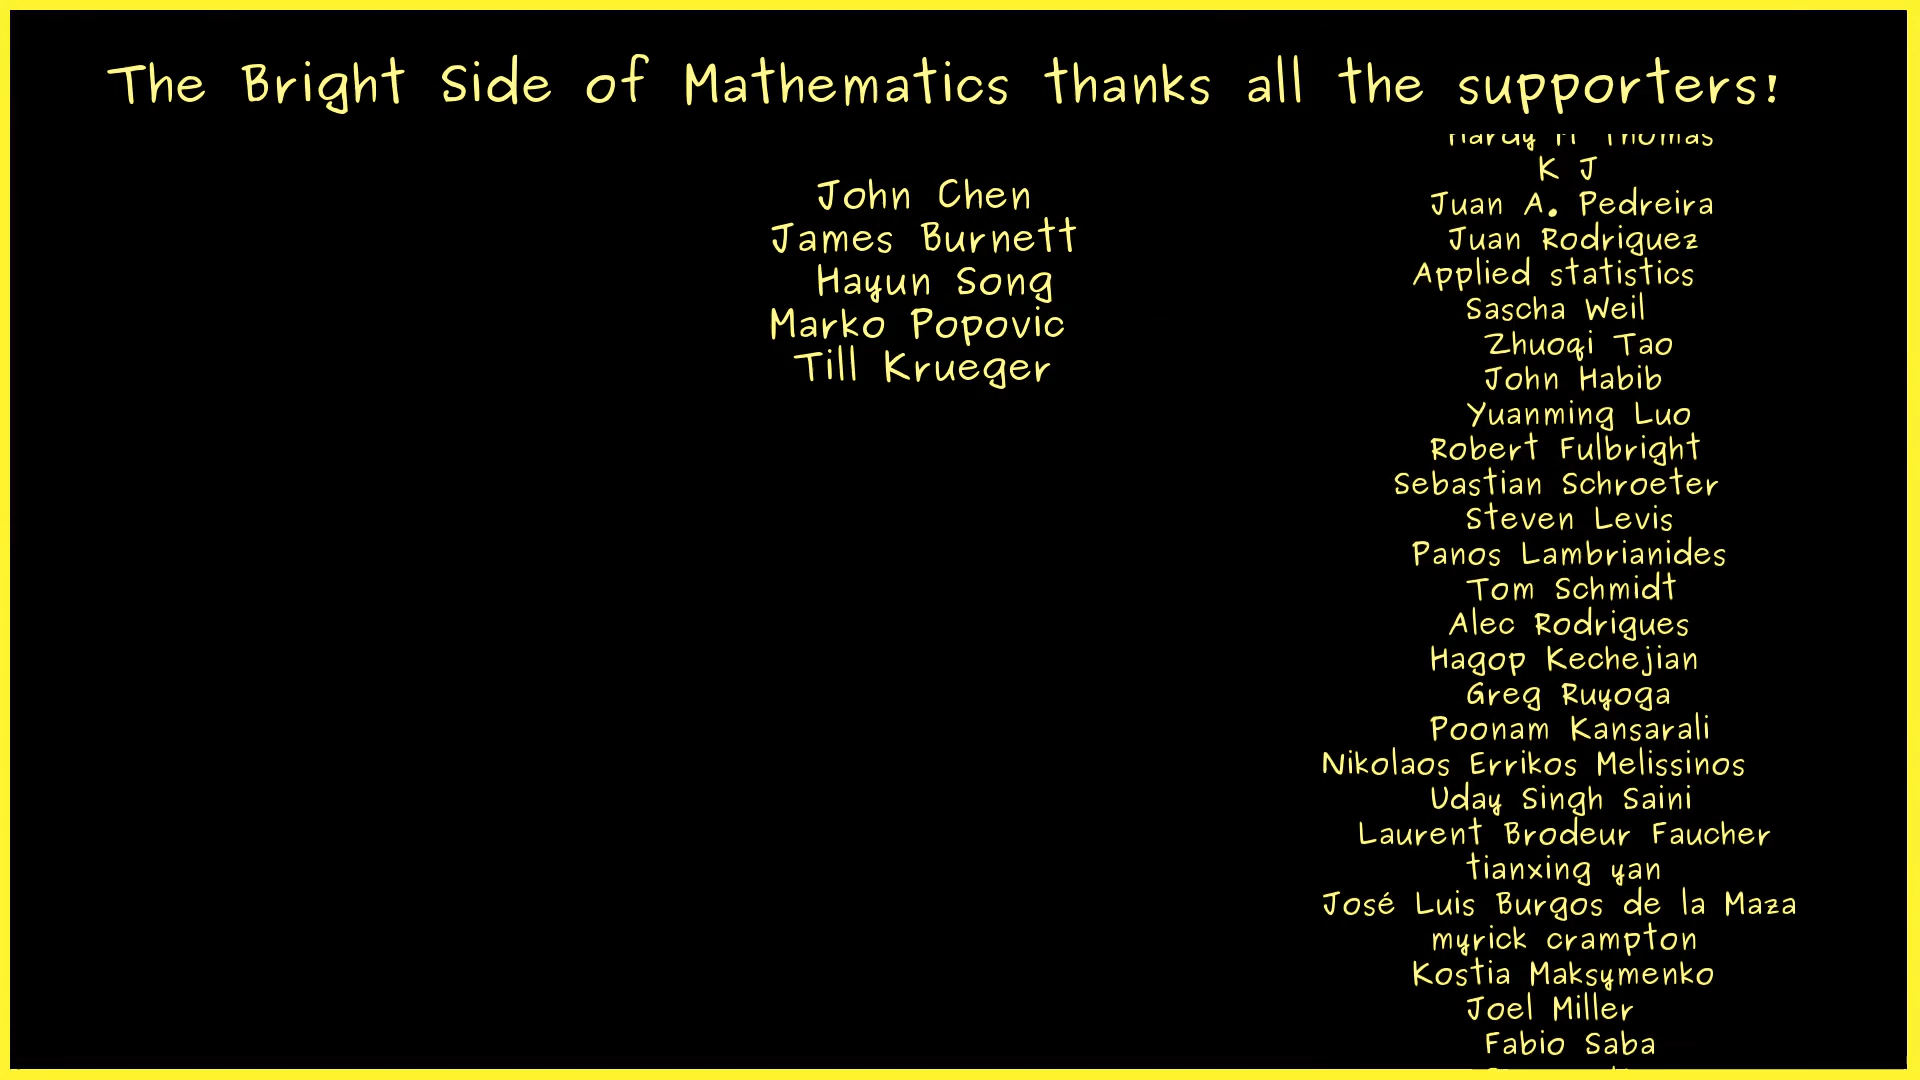 The Bright Side of Mathematics thanks all the supporters!
John Chen
James Burnett
Hayun Song
Marko Popovic
Till Krueger
Hardy H Thomas
K J
Juan A. Pedreira
Juan Rodriguez
Applied statistics
Sascha Weil
Zhuoqi Tao
John Habib
Yuanming Luo
Robert Fulbright
Sebastian Schroeter
Steven Levis
Panos Lambrianides
Tom Schmidt
Alec Rodrigues
Hagop Kechejian
Greg Ruyoga
Poonam Kansarali
Nikolaos Errikos Melissinos
Uday Singh Saini
Laurent Brodeur Faucher
tianxing yan
José Luis Burgos de la Maza
myrick crampton
Kostia Maksymenko
Joel Miller
Fabio Saba